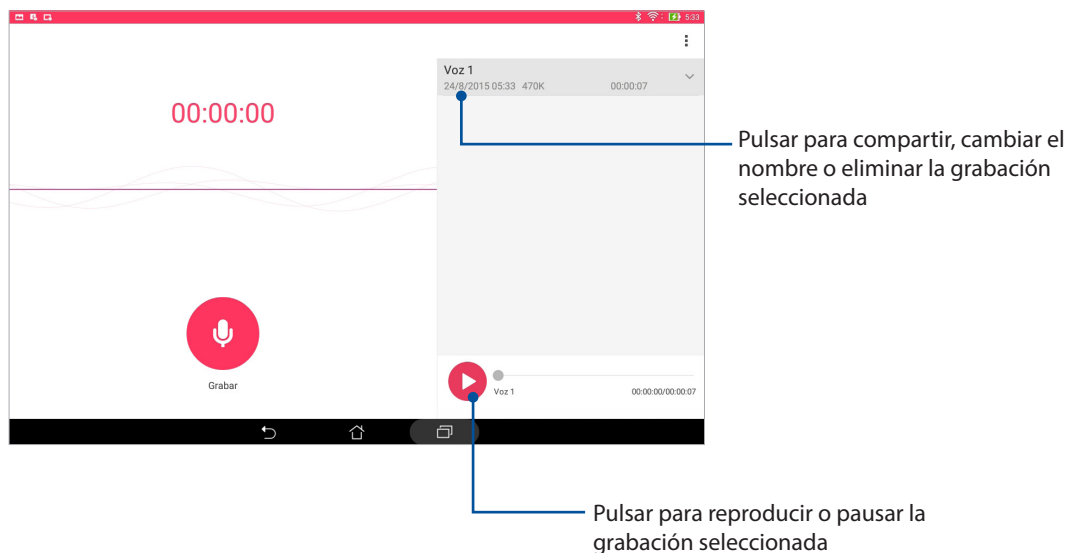 5:33
Voz 1
24/8/2015 05:33 470K 00:00:07
00:00:00
Pulsar para compartir, cambiar el
nombre o eliminar la grabación
seleccionada
Grabar
Voz 1 00:00:00/00:00:07
Pulsar para reproducir o pausar la
grabación seleccionada